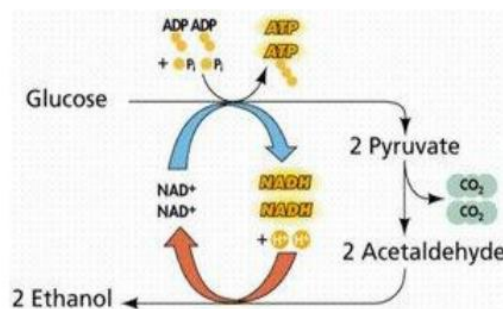 ADP ADP
ATP
ATP
+ Pi Pi
Glucose
2 Pyruvate
NAD+
NAD+
NADH
NADH
CO2
CO2
+ H+ H+
2 Acetaldehyde
2 Ethanol